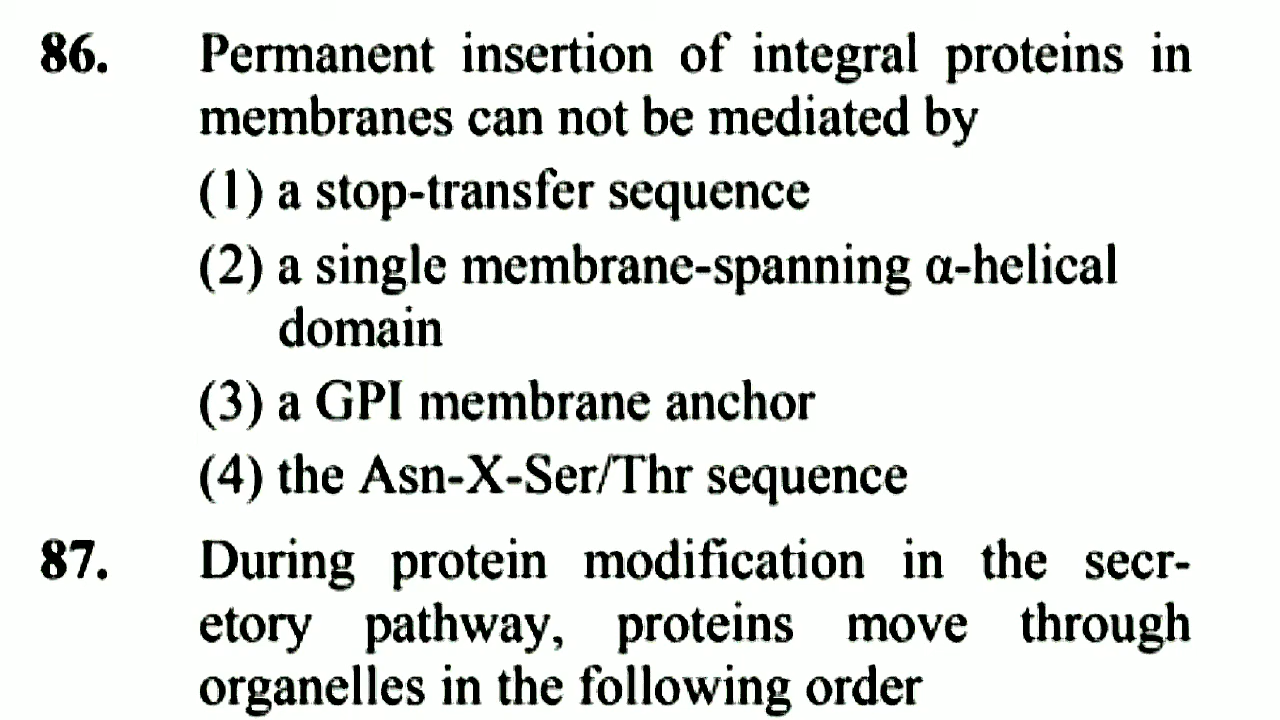 86. Permanent insertion of integral proteins in
membranes can not be mediated by
(1) a stop-transfer sequence
(2) a single membrane-spanning α-helical
domain
(3) a GPI membrane anchor
(4) the Asn-X-Ser/Thr sequence
87. During protein modification in the secr-
etory pathway, proteins move through
organelles in the following order